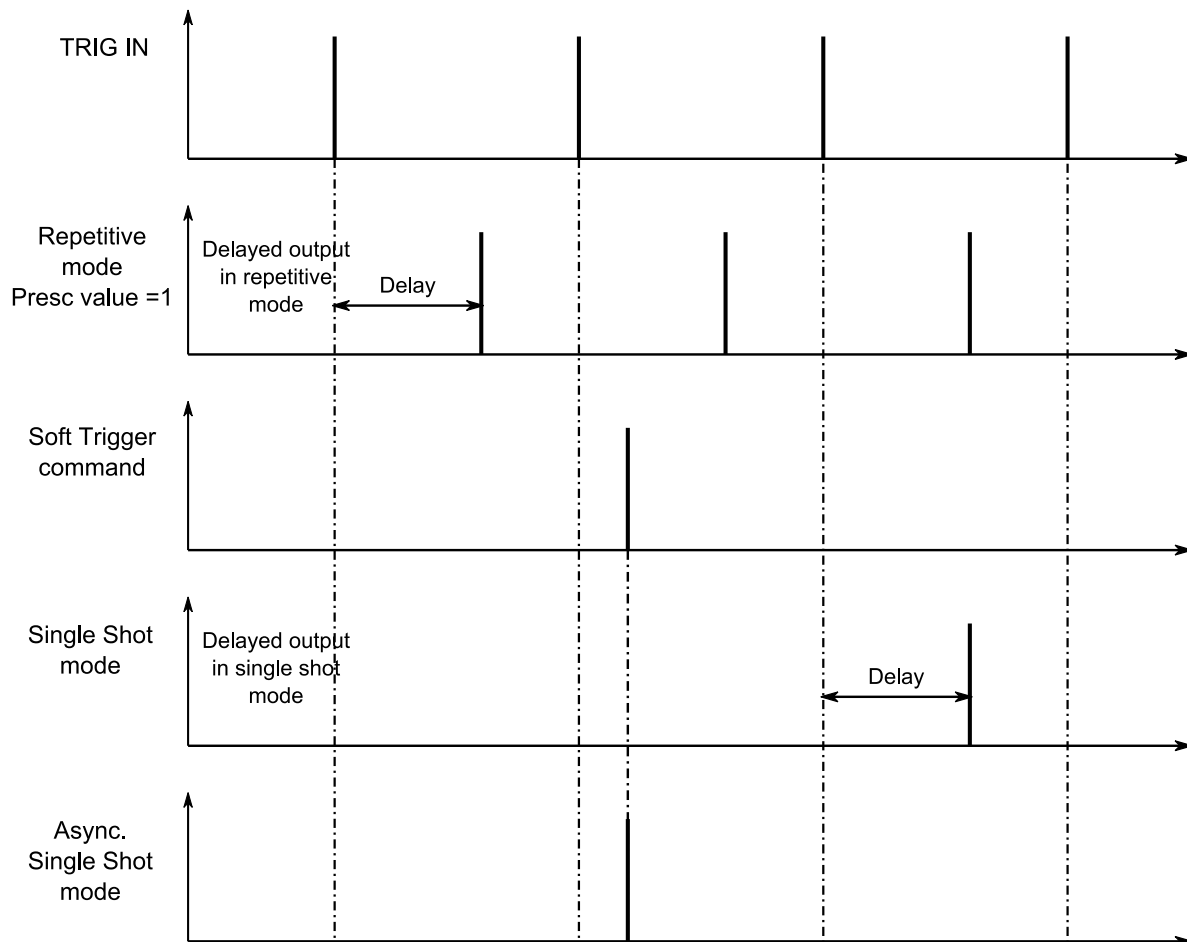 TRIG IN
Repetitive
mode
Presc value =1
Delayed output
in repetitive
mode
Delay
Soft Trigger
command
Single Shot
mode
Delayed output
in single shot
mode
Delay
Async.
Single Shot
mode